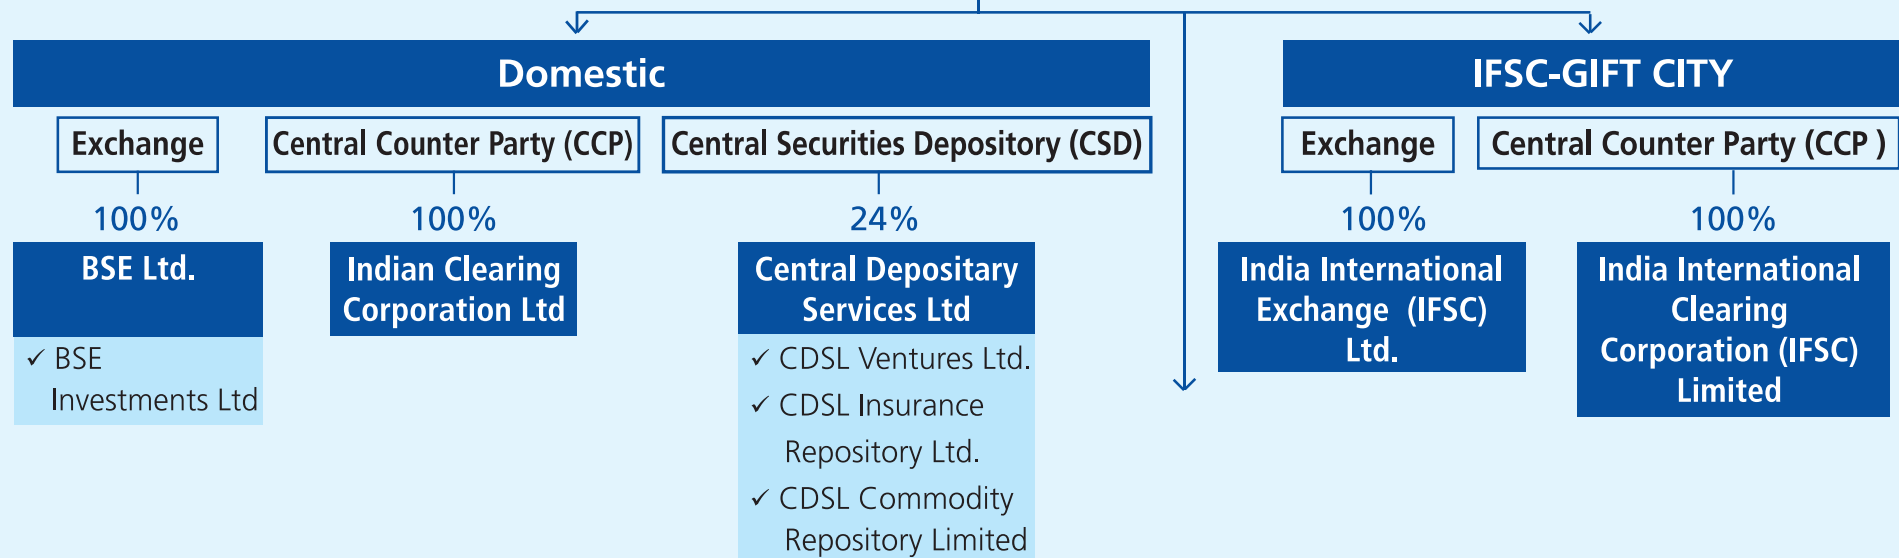 Domestic
Exchange
Central Counter Party (CCP)
Central Securities Depository (CSD)
100%
100%
24%
BSE Ltd.
✓ BSE
Investments Ltd
Indian Clearing
Corporation Ltd
Central Depositary
Services Ltd
✓ CDSL Ventures Ltd.
✓ CDSL Insurance
Repository Ltd.
✓ CDSL Commodity
Repository Limited
IFSC-GIFT CITY
Exchange
Central Counter Party (CCP )
100%
100%
India International
Exchange (IFSC)
Ltd.
India International
Clearing
Corporation (IFSC)
Limited